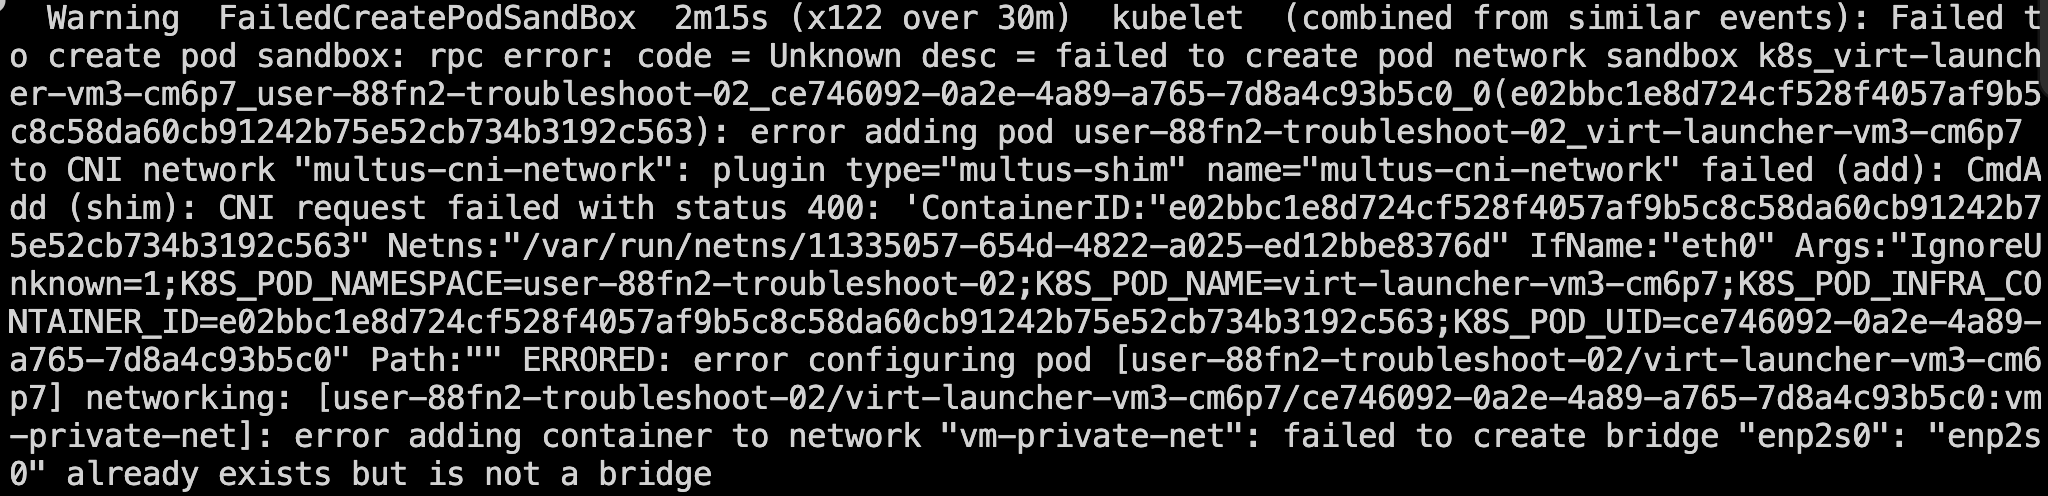 Warning  FailedCreatePodSandBox  2m15s (x122 over 30m)  kubelet  (combined from similar events): Failed t
o create pod sandbox: rpc error: code = Unknown desc = failed to create pod network sandbox k8s_virt-launch
er-vm3-cm6p7_user-88fn2-troubleshoot-02_ce746092-0a2e-4a89-a765-7d8a4c93b5c0_0(e02bbc1e8d724cf528f4057af9b5
c8c58da60cb91242b75e52cb734b3192c563): error adding pod user-88fn2-troubleshoot-02_virt-launcher-vm3-cm6p7
to CNI network "multus-cni-network": plugin type="multus-shim" name="multus-cni-network" failed (add): CmdA
dd (shim): CNI request failed with status 400: 'ContainerID:"e02bbc1e8d724cf528f4057af9b5c8c58da60cb91242b7
5e52cb734b3192c563" Netns:"/var/run/netns/11335057-654d-4822-a025-ed12bbe8376d" IfName:"eth0" Args:"IgnoreU
nknown=1;K8S_POD_NAMESPACE=user-88fn2-troubleshoot-02;K8S_POD_NAME=virt-launcher-vm3-cm6p7;K8S_POD_INFRA_CO
NTAINER_ID=e02bbc1e8d724cf528f4057af9b5c8c58da60cb91242b75e52cb734b3192c563;K8S_POD_UID=ce746092-0a2e-4a89-
a765-7d8a4c93b5c0" Path:"" ERRORED: error configuring pod [user-88fn2-troubleshoot-02/virt-launcher-vm3-cm6
p7] networking: [user-88fn2-troubleshoot-02/virt-launcher-vm3-cm6p7/ce746092-0a2e-4a89-a765-7d8a4c93b5c0:vm
-private-net]: error adding container to network "vm-private-net": failed to create bridge "enp2s0": "enp2s
0" already exists but is not a bridge